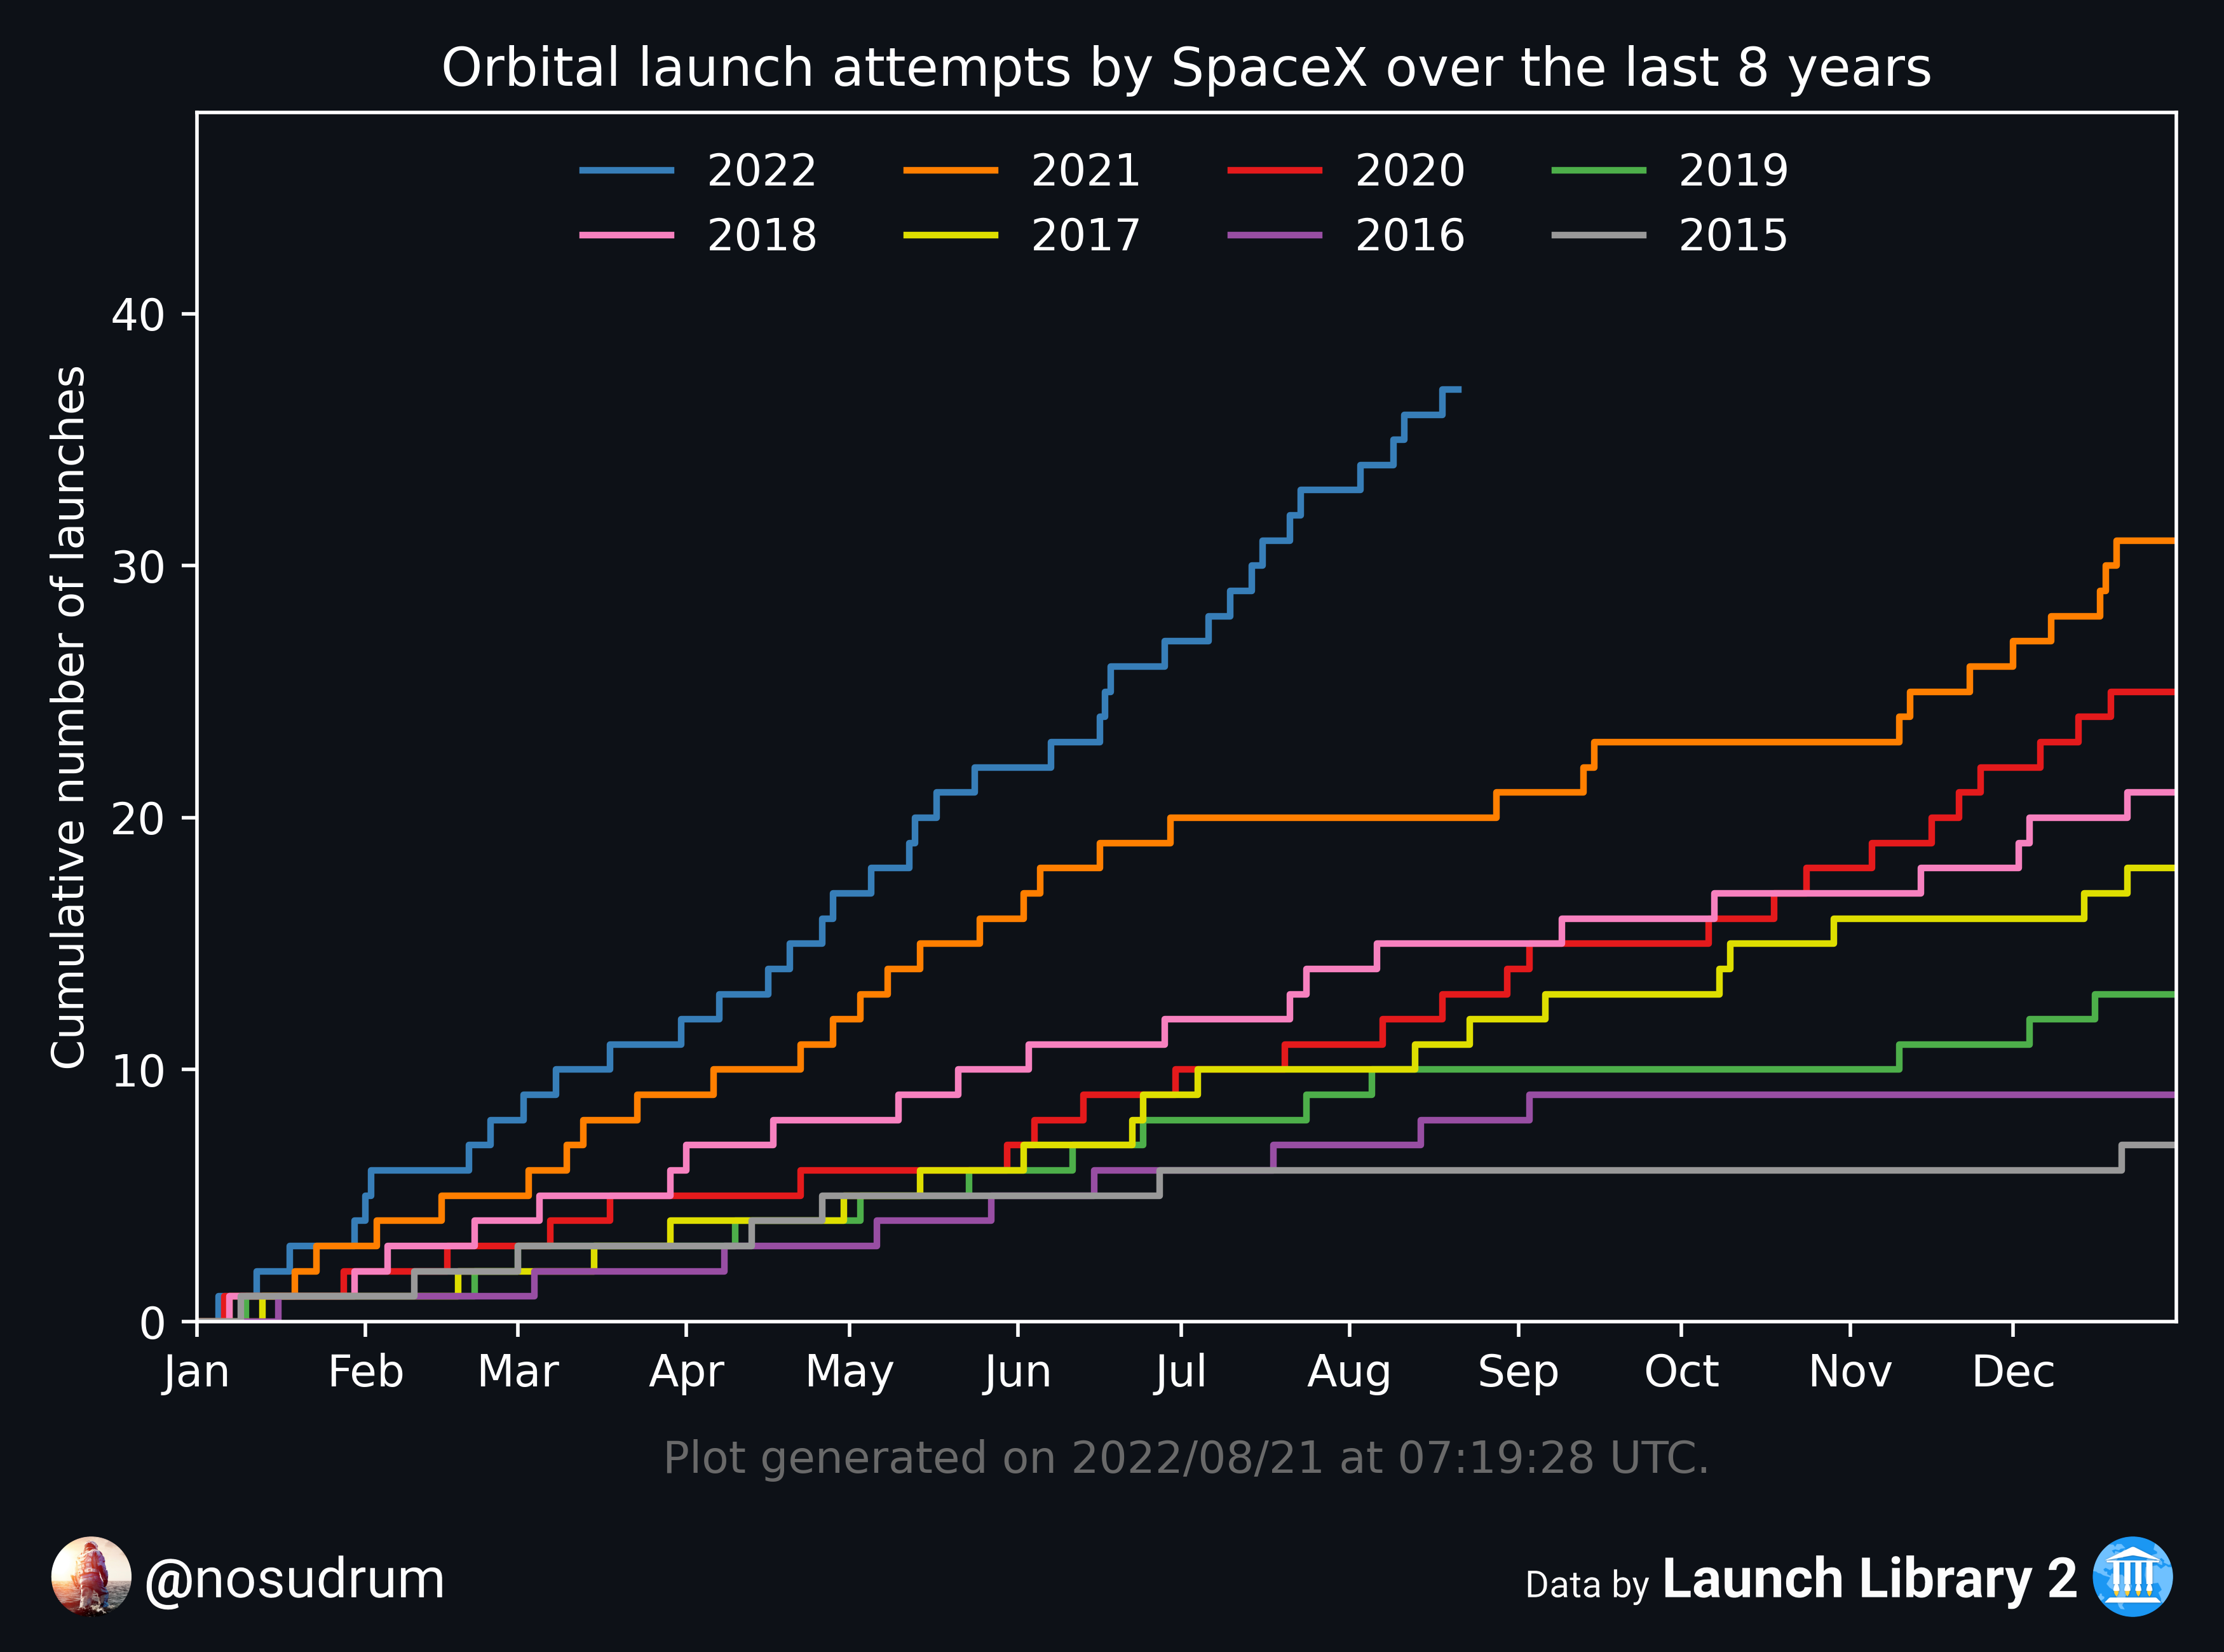 Orbital launch attempts by SpaceX over the last 8 years
2022 2021 2020 2019
2018 2017 2016 2015
Cumulative number of launches
40
30
20
10
0
Jan Feb Mar Apr May Jun Jul Aug Sep Oct Nov Dec
Plot generated on 2022/08/21 at 07:19:28 UTC.
@nosudrum
Data by Launch Library 2